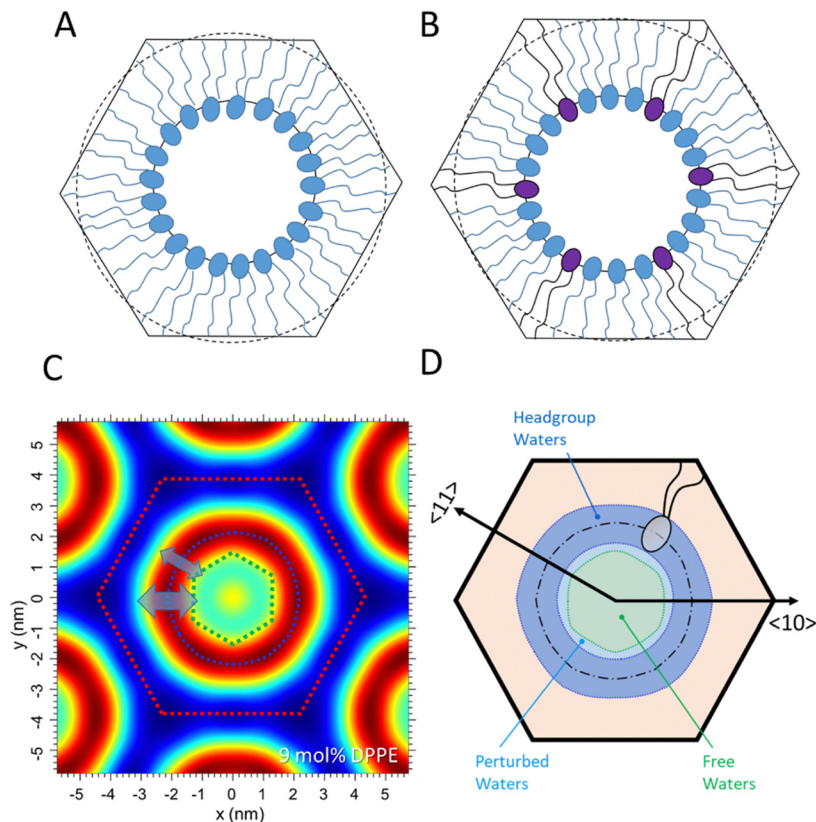 A
B
C
5
4
3
2
1
0
-1
-2
-3
-4
-5
y (nm)
9 mol% DPPE
-5 -4 -3 -2 -1 0 1 2 3 4 5
x (nm)
D
Headgroup
Waters
<11>
<10>
Perturbed
Waters
Free
Waters